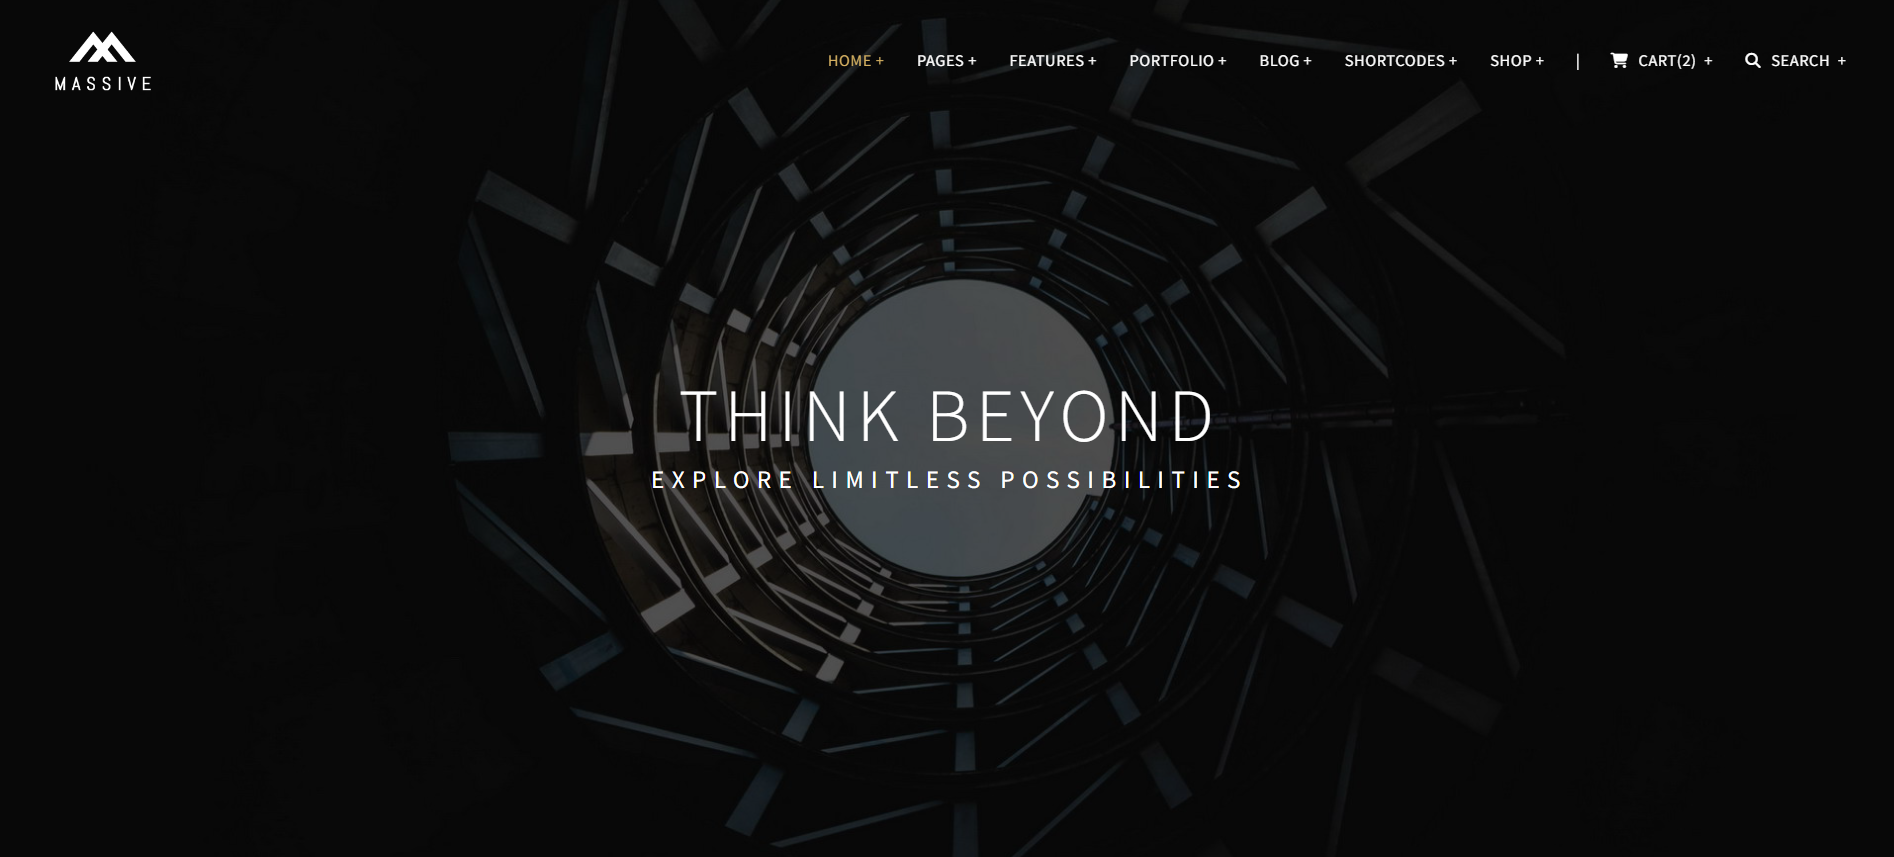 MASSIVE
HOME + PAGES + FEATURES + PORTFOLIO + BLOG + SHORTCODES + SHOP + | CART(2) + SEARCH +
THINK BEYOND
EXPLORE LIMITLESS POSSIBILITIES